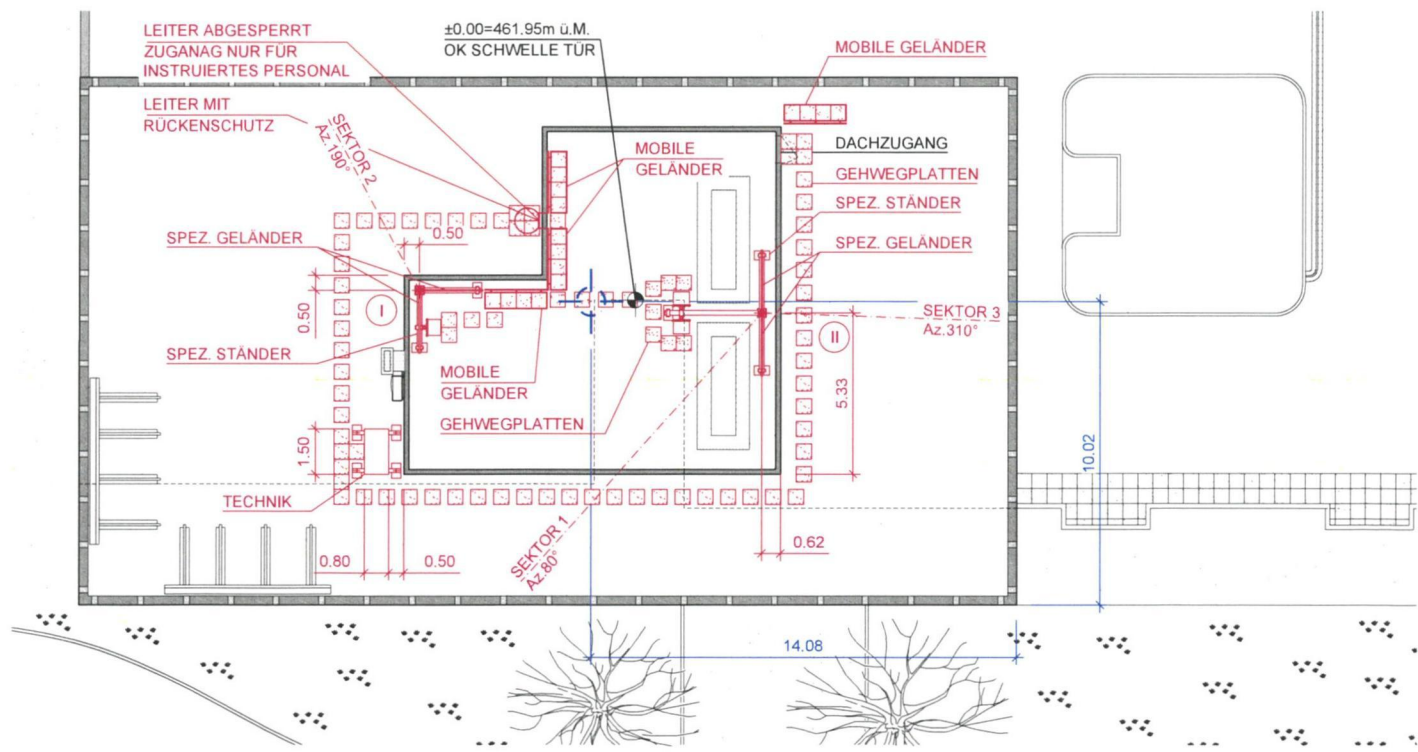 LEITER ABGESPERRT
ZUGANAG NUR FÜR
INSTRUIERTES PERSONAL
±0.00=461.95m ü.M.
OK SCHWELLE TÜR
MOBILE GELÄNDER
LEITER MIT
RÜCKENSCHUTZ
SEKTOR 2
Az.190°
MOBILE
GELÄNDER
DACHZUGANG
GEHWEGPLATTEN
SPEZ. STÄNDER
SPEZ. GELÄNDER
0.50
SPEZ. GELÄNDER
I
0.50
SEKTOR 3
Az.310°
II
SPEZ. STÄNDER
MOBILE
GELÄNDER
5.33
GEHWEGPLATTEN
1.50
10.02
TECHNIK
SEKTOR 1
Az.80°
0.80
0.50
0.62
14.08